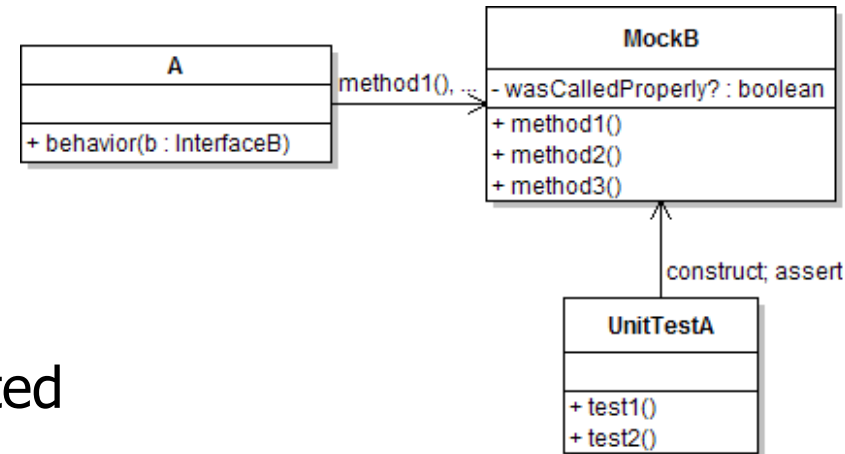 A
+ behavior(b : InterfaceB)
method1(), ...
MockB
- wasCalledProperly? : boolean
+ method1()
+ method2()
+ method3()
construct; assert
UnitTestA
+ test1()
+ test2()